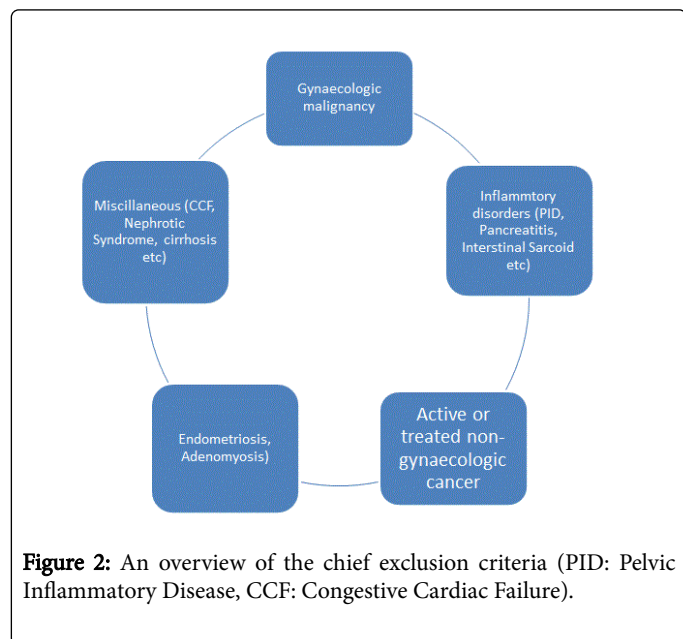 Gynaecologic
malignancy
Inflammtory
disorders (PID,
Pancreatitis,
Interstinal Sarcoid
etc)
Active or
treated non-
gynaecologic
cancer
Endometriosis,
Adenomyosis)
Miscillaneous (CCF,
Nephrotic
Syndrome, cirrhosis
etc)
Figure 2: An overview of the chief exclusion criteria (PID: Pelvic
Inflammatory Disease, CCF: Congestive Cardiac Failure).